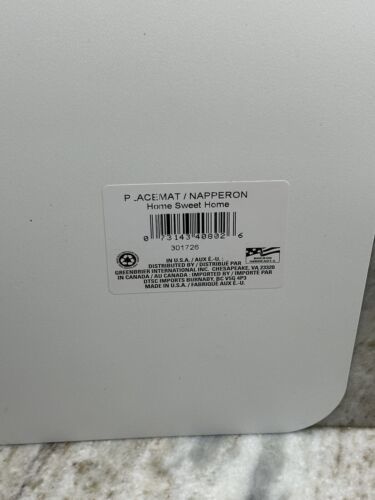 PLACEMAT / NAPPERON
Home Sweet Home
0 73143 40802 6
301726
IN U.S.A. / AUX É.-U. :
DISTRIBUTED BY / DISTRIBUÉ PAR
GREENBRIER INTERNATIONAL INC. CHESAPEAKE, VA 23320
IN CANADA / AU CANADA : IMPORTED BY / IMPORTÉ PAR
DTSC IMPORTS BURNABY, BC V5G 4P3
MADE IN U.S.A. / FABRIQUÉ AUX É.-U.